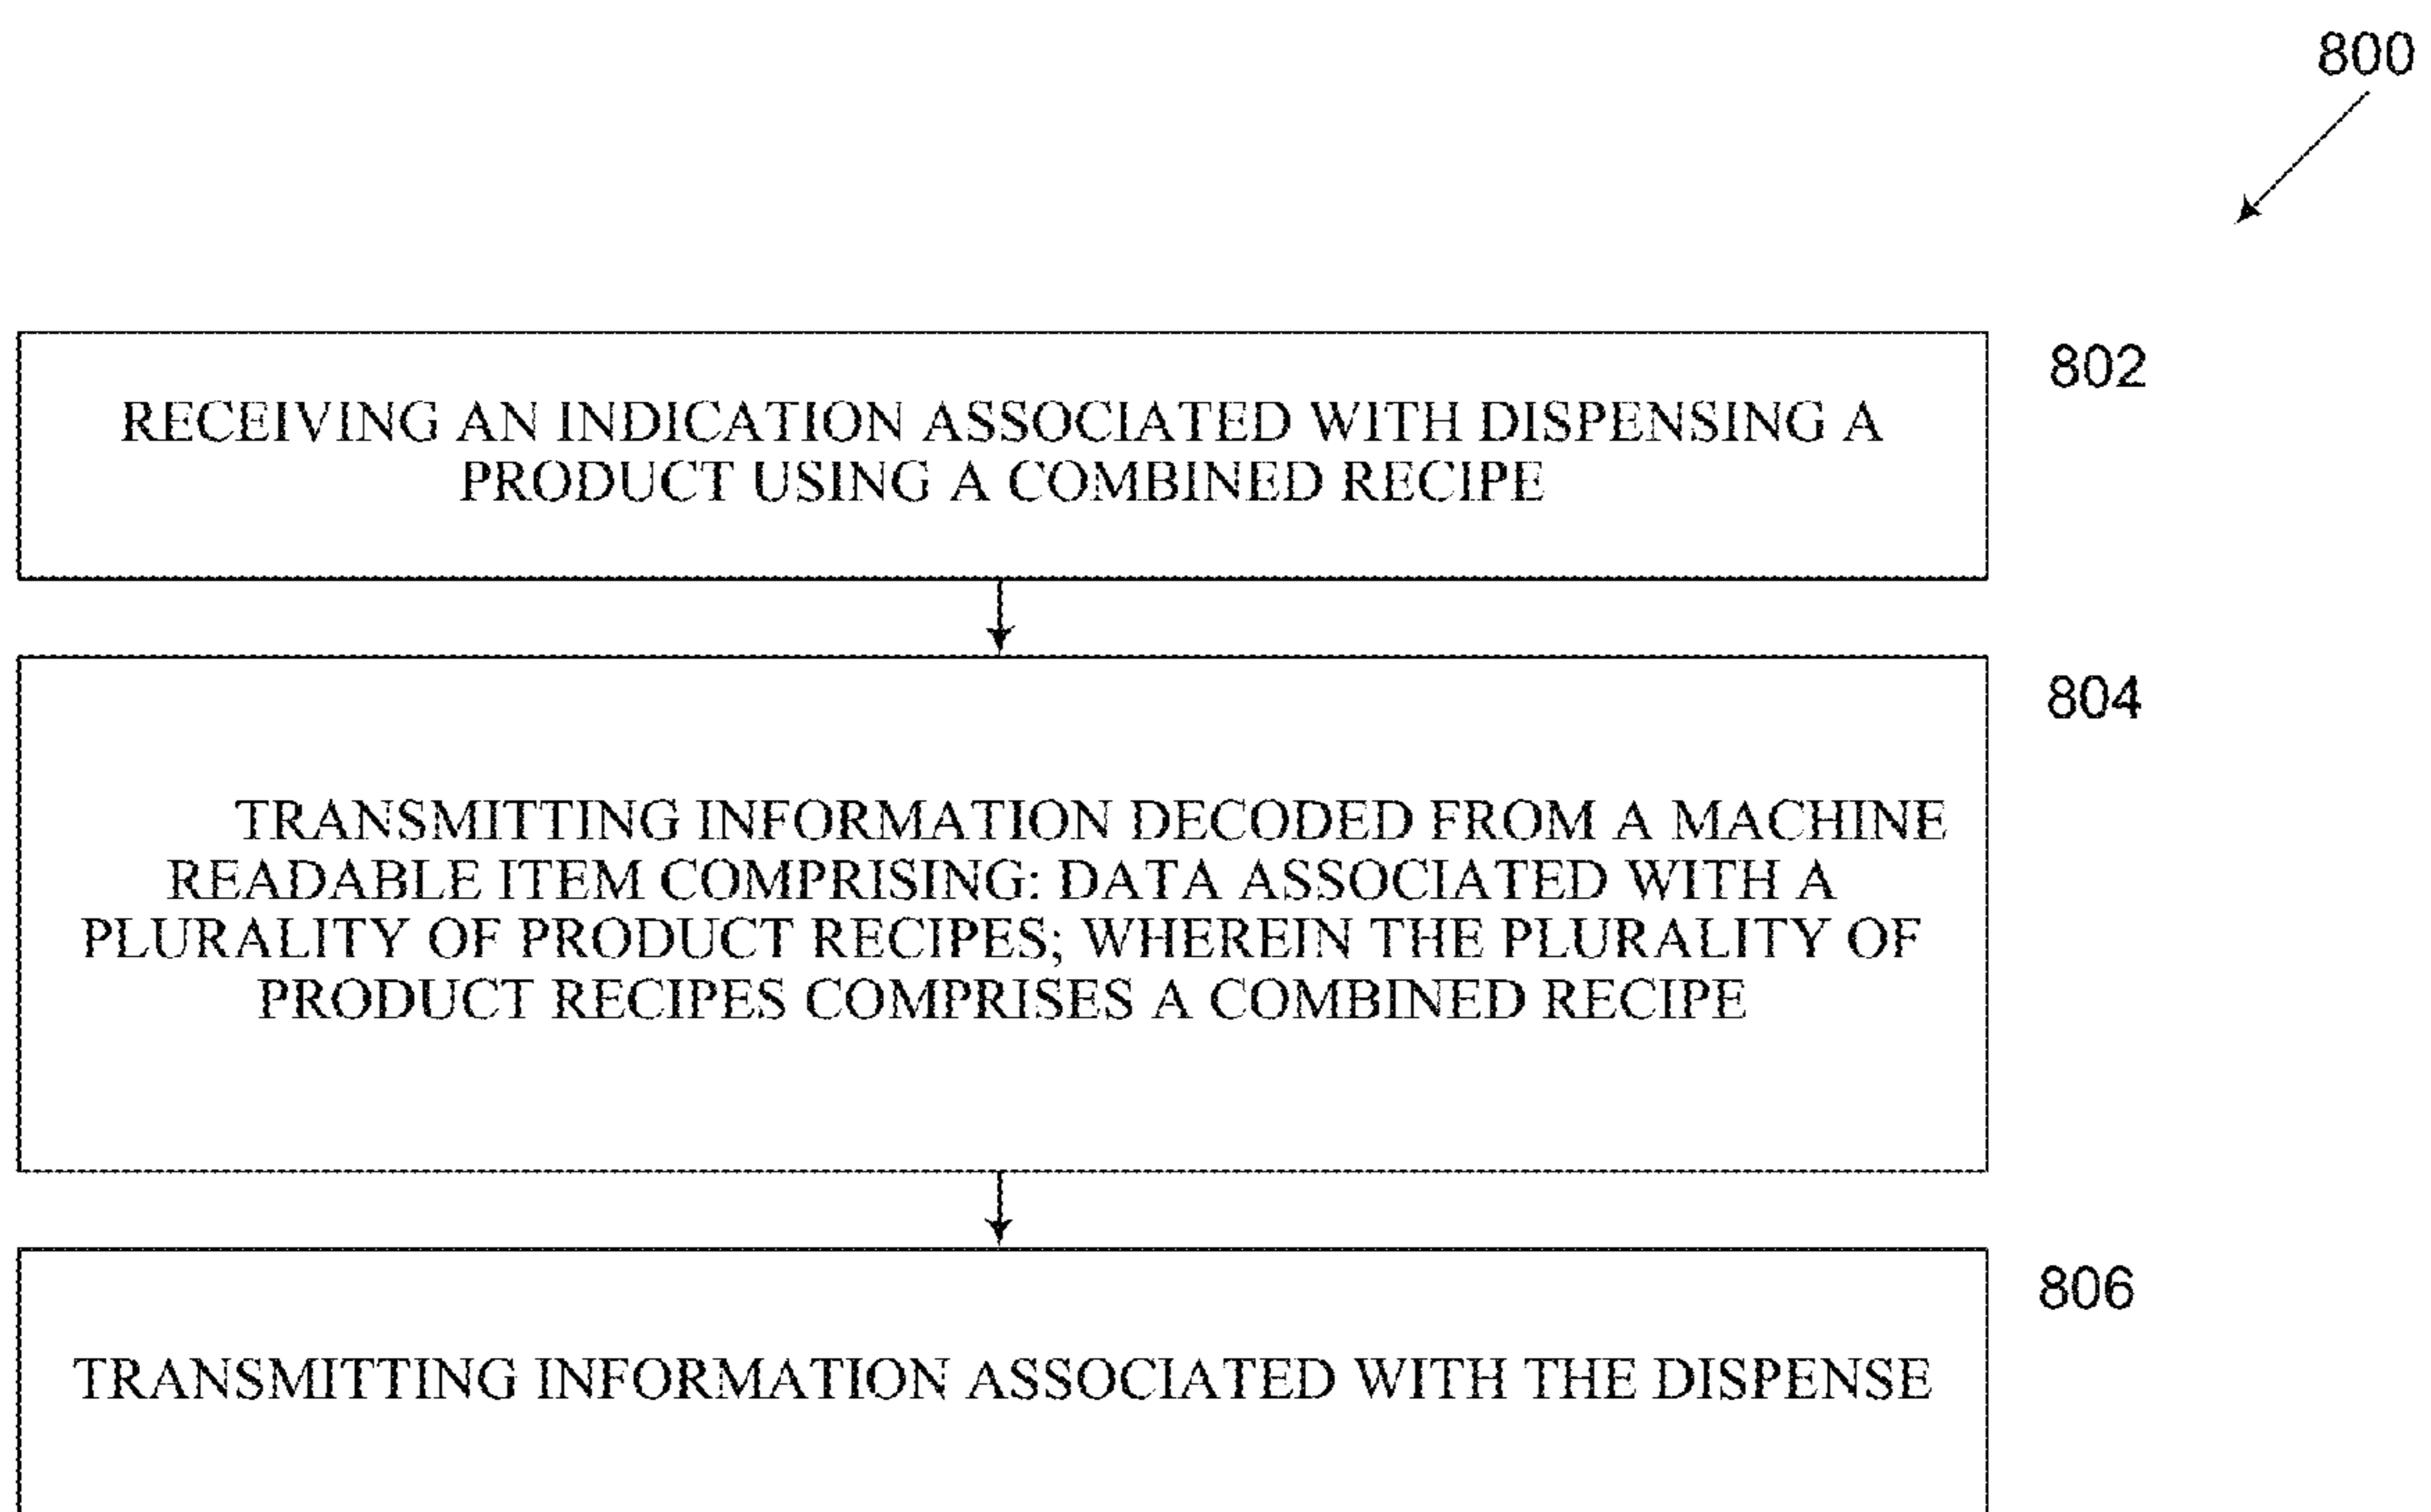 800
802
RECEIVING AN INDICATION ASSOCIATED WITH DISPENSING A
PRODUCT USING A COMBINED RECIPE
804
TRANSMITTING INFORMATION DECODED FROM A MACHINE
READABLE ITEM COMPRISING: DATA ASSOCIATED WITH A
PLURALITY OF PRODUCT RECIPES; WHEREIN THE PLURALITY OF
PRODUCT RECIPES COMPRISES A COMBINED RECIPE
806
TRANSMITTING INFORMATION ASSOCIATED WITH THE DISPENSE